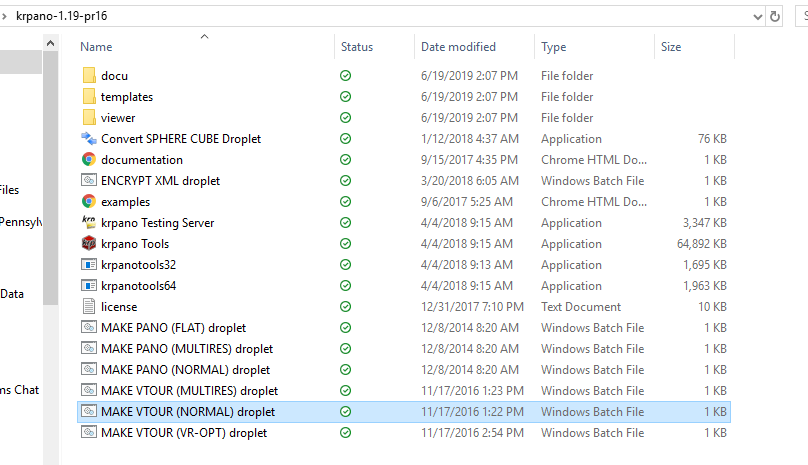 krpano-1.19-pr16
Name Status Date modified Type Size
docu 6/19/2019 2:07 PM File folder
templates 6/19/2019 2:07 PM File folder
viewer 6/19/2019 2:07 PM File folder
Convert SPHERE CUBE Droplet 1/12/2018 4:37 AM Application 76 KB
documentation 9/15/2017 4:35 PM Chrome HTML Do... 1 KB
Files
ENCRYPT XML droplet 3/20/2018 6:05 AM Windows Batch File 1 KB
examples 9/6/2017 5:25 AM Chrome HTML Do... 1 KB
Pennsylv
krpano Testing Server 4/4/2018 9:15 AM Application 3,347 KB
krpano Tools 4/4/2018 9:15 AM Application 64,892 KB
krpanotools32 4/4/2018 9:13 AM Application 1,695 KB
krpanotools64 4/4/2018 9:15 AM Application 1,963 KB
Data
license 12/31/2017 7:10 PM Text Document 10 KB
MAKE PANO (FLAT) droplet 12/8/2014 8:20 AM Windows Batch File 1 KB
MAKE PANO (MULTIRES) droplet 12/8/2014 8:20 AM Windows Batch File 1 KB
MAKE PANO (NORMAL) droplet 12/8/2014 8:20 AM Windows Batch File 1 KB
ms Chat
MAKE VTOUR (MULTIRES) droplet 11/17/2016 1:23 PM Windows Batch File 1 KB
MAKE VTOUR (NORMAL) droplet 11/17/2016 1:22 PM Windows Batch File 1 KB
MAKE VTOUR (VR-OPT) droplet 11/17/2016 2:54 PM Windows Batch File 1 KB